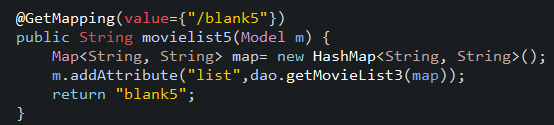 @GetMapping(value={"/blank5"})
public String movielist5(Model m) {
Map<String, String> map= new HashMap<String, String>();
m.addAttribute("list",dao.getMovieList3(map));
return "blank5";
}